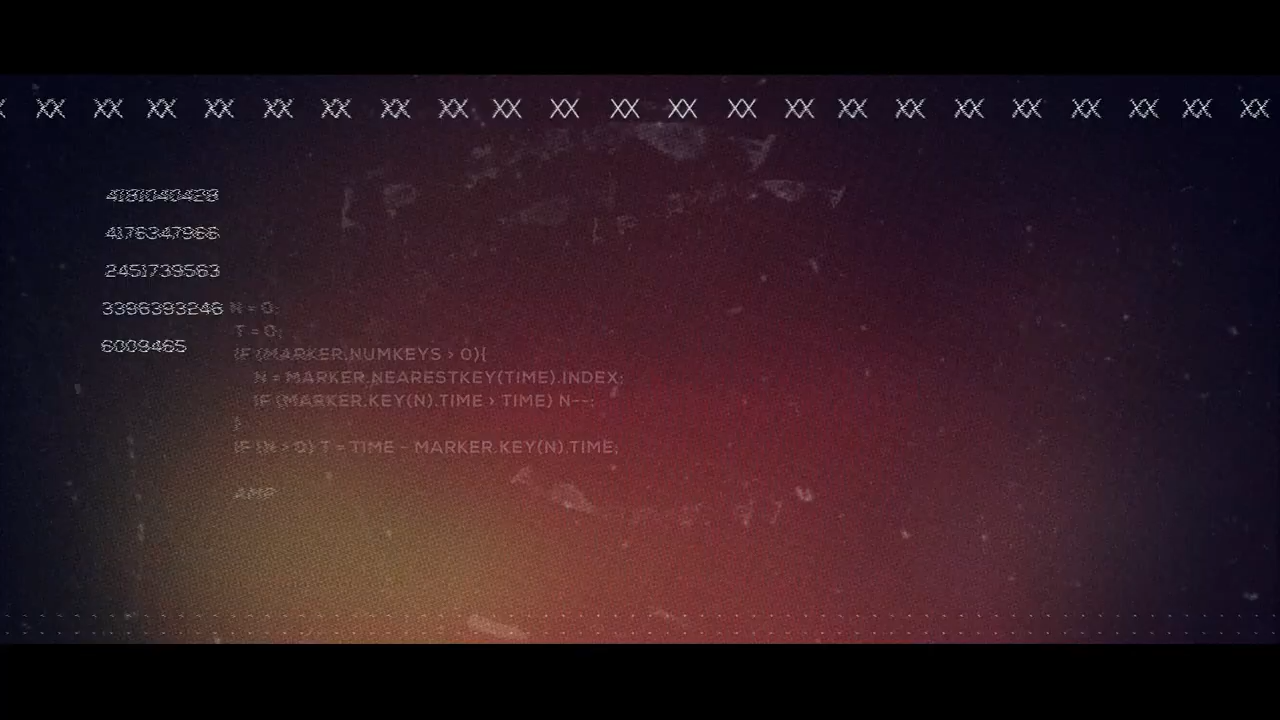 XX XX XX XX XX XX XX XX XX XX XX XX XX XX XX XX XX XX XX XX XX XX
4181040428
4176347966
2451739563
3396393246
6009465
N = 0;
T = 0;
IF (MARKER.NUMKEYS > 0){
N = MARKER.NEARESTKEY(TIME).INDEX;
IF (MARKER.KEY(N).TIME > TIME) N--;
}
IF (N > 0) T = TIME - MARKER.KEY(N).TIME;
AMP